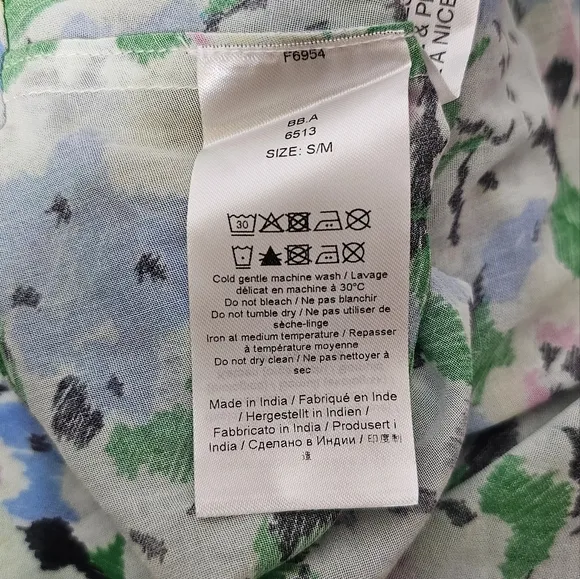 F6954
BB.A
6513
SIZE: S/M
30
Cold gentle machine wash / Lavage
délicat en machine à 30°C
Do not bleach / Ne pas blanchir
Do not tumble dry / Ne pas utiliser de
sèche-linge
Iron at medium temperature / Repasser
à température moyenne
Do not dry clean / Ne pas nettoyer à
sec
Made in India / Fabriqué en Inde
/ Hergestellt in Indien /
Fabbricato in India / Produsert i
India / Сделано в Индии / 印度制
造
& P
A NICE